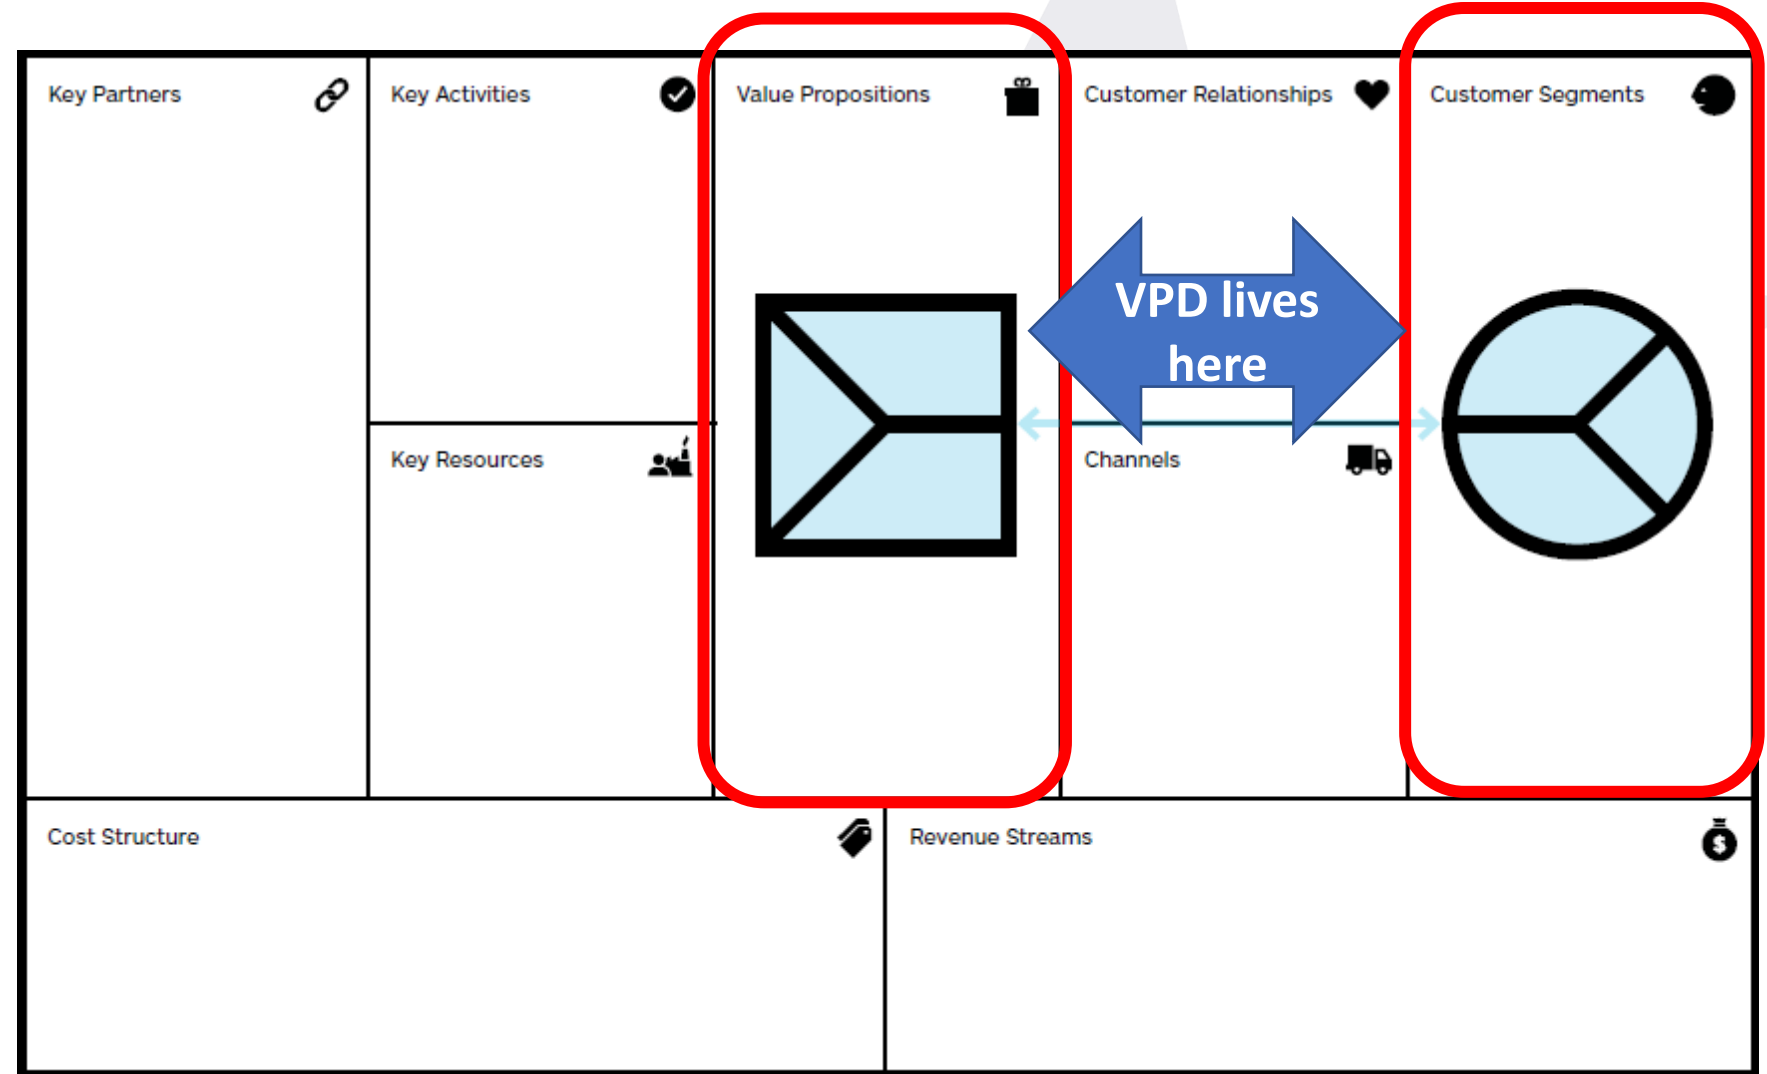 Key Partners
Key Activities
Value Propositions
Customer Relationships
Customer Segments
VPD lives
here
Key Resources
Channels
Cost Structure
Revenue Streams
$